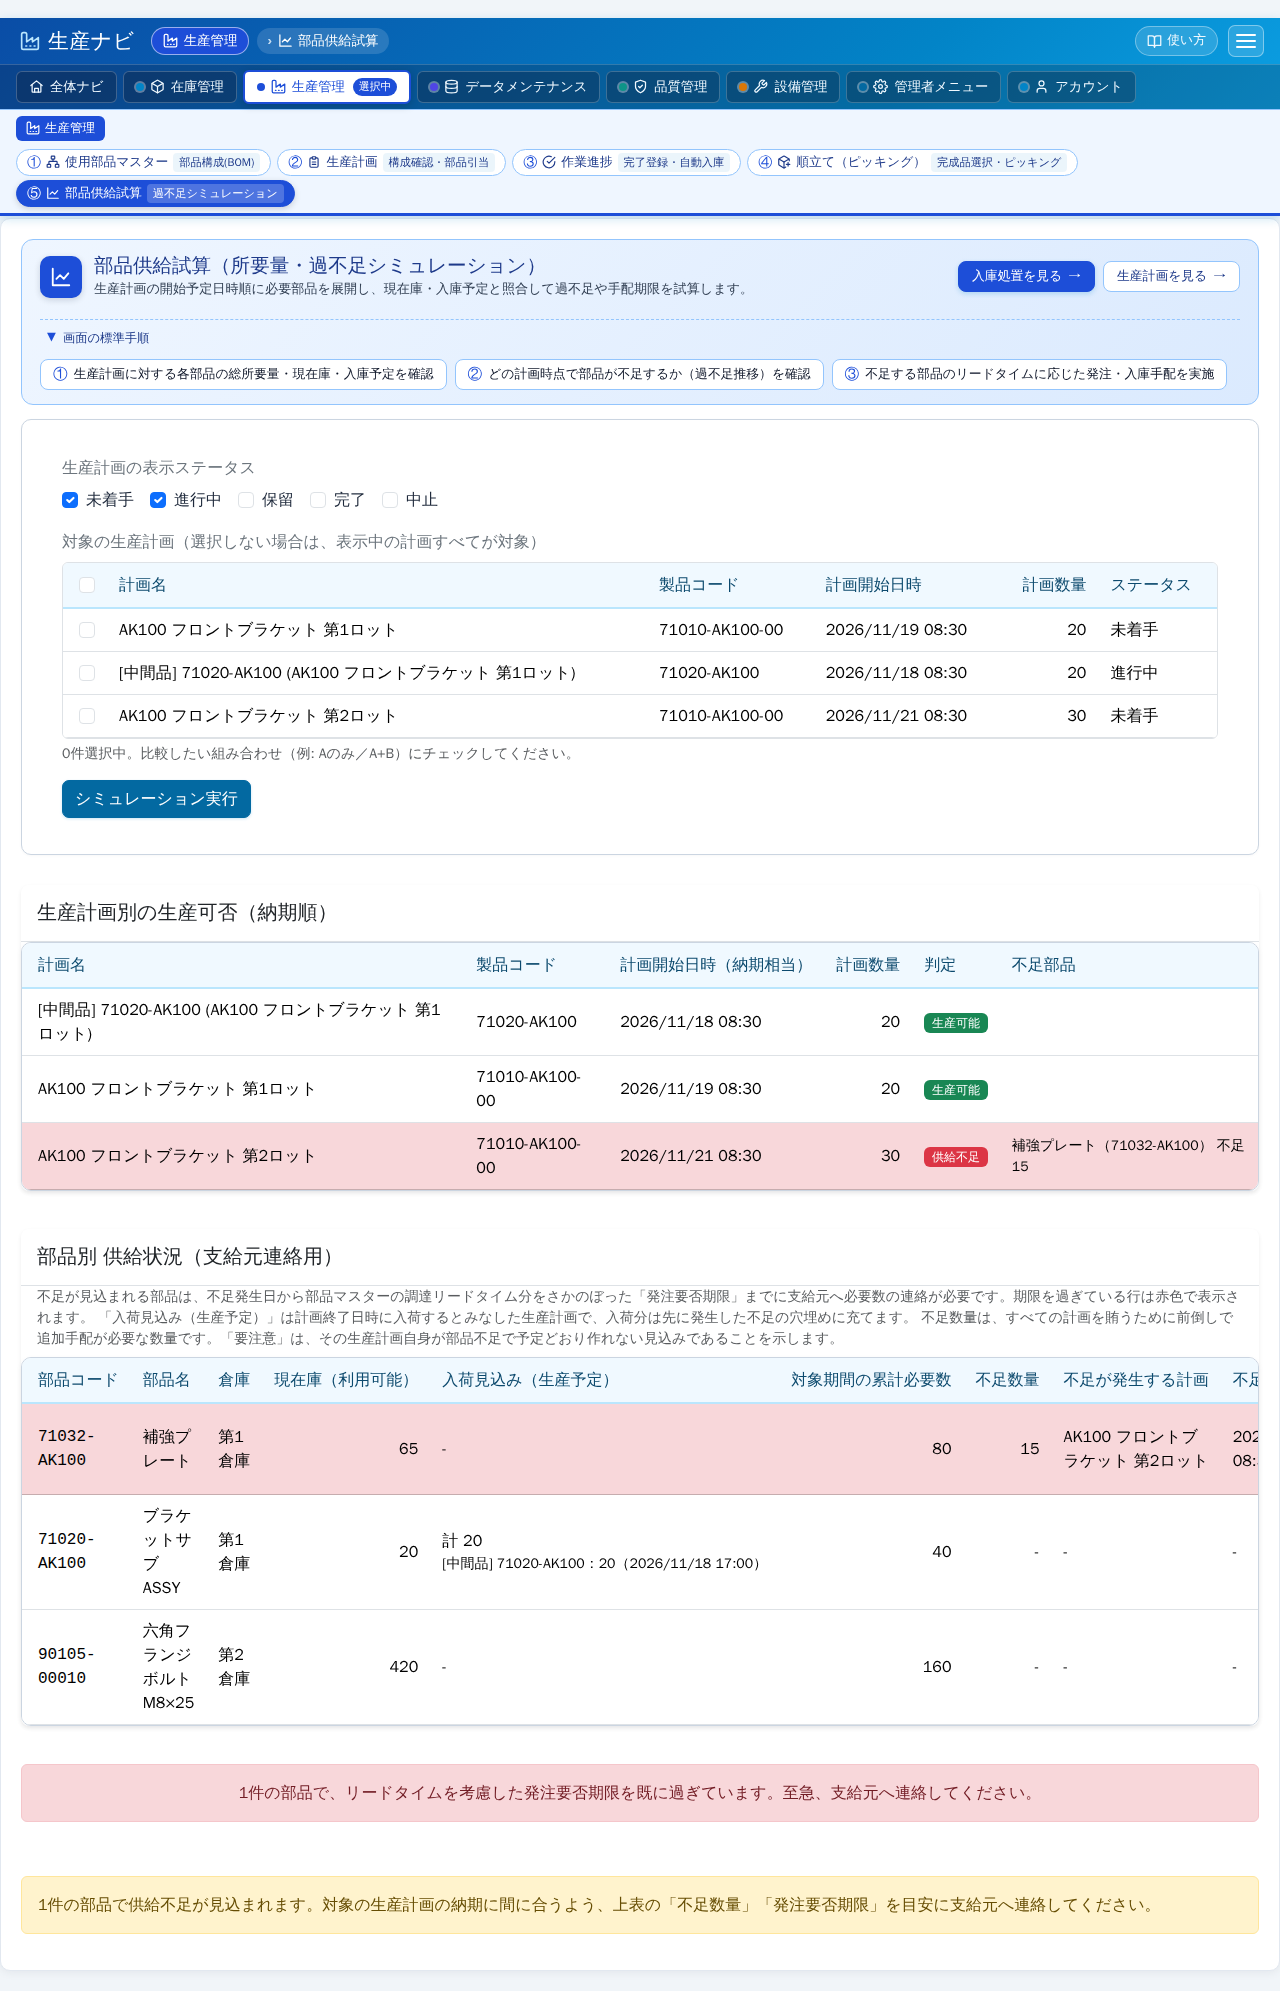 生産ナビ 生産管理 › 部品供給試算 使い方
全体ナビ 在庫管理 生産管理 選択中 データメンテナンス 品質管理 設備管理 管理者メニュー アカウント
生産管理
① 使用部品マスター 部品構成(BOM) ② 生産計画 構成確認・部品引当 ③ 作業進捗 完了登録・自動入庫 ④ 順立て（ピッキング） 完成品選択・ピッキング
⑤ 部品供給試算 過不足シミュレーション
部品供給試算（所要量・過不足シミュレーション）
生産計画の開始予定日時順に必要部品を展開し、現在庫・入庫予定と照合して過不足や手配期限を試算します。
入庫処置を見る → 生産計画を見る →
▼ 画面の標準手順
① 生産計画に対する各部品の総所要量・現在庫・入庫予定を確認 ② どの計画時点で部品が不足するか（過不足推移）を確認 ③ 不足する部品のリードタイムに応じた発注・入庫手配を実施
生産計画の表示ステータス
未着手 進行中 保留 完了 中止
対象の生産計画（選択しない場合は、表示中の計画すべてが対象）
計画名 製品コード 計画開始日時 計画数量 ステータス
AK100 フロントブラケット 第1ロット 71010-AK100-00 2026/11/19 08:30 20 未着手
[中間品] 71020-AK100 (AK100 フロントブラケット 第1ロット) 71020-AK100 2026/11/18 08:30 20 進行中
AK100 フロントブラケット 第2ロット 71010-AK100-00 2026/11/21 08:30 30 未着手
0件選択中。比較したい組み合わせ（例: Aのみ／A+B）にチェックしてください。
シミュレーション実行
生産計画別の生産可否（納期順）
計画名 製品コード 計画開始日時（納期相当） 計画数量 判定 不足部品
[中間品] 71020-AK100 (AK100 フロントブラケット 第1
ロット) 71020-AK100 2026/11/18 08:30 20 生産可能
AK100 フロントブラケット 第1ロット 71010-AK100-
00 2026/11/19 08:30 20 生産可能
AK100 フロントブラケット 第2ロット 71010-AK100-
00 2026/11/21 08:30 30 供給不足 補強プレート（71032-AK100） 不足
15
部品別 供給状況（支給元連絡用）
不足が見込まれる部品は、不足発生日から部品マスターの調達リードタイム分をさかのぼった「発注要否期限」までに支給元へ必要数の連絡が必要です。期限を過ぎている行は赤色で表示さ
れます。 「入荷見込み（生産予定）」は計画終了日時に入荷するとみなした生産計画で、入荷分は先に発生した不足の穴埋めに充てます。 不足数量は、すべての計画を賄うために前倒しで
追加手配が必要な数量です。「要注意」は、その生産計画自身が部品不足で予定どおり作れない見込みであることを示します。
部品コード 部品名 倉庫 現在庫（利用可能） 入荷見込み（生産予定） 対象期間の累計必要数 不足数量 不足が発生する計画 不足
71032-
AK100 補強プ
レート 第1
倉庫 65 - 80 15 AK100 フロントブ
ラケット 第2ロット 202
08:
71020-
AK100 ブラケ
ットサ
ブ
ASSY 第1
倉庫 20 計 20
[中間品] 71020-AK100：20（2026/11/18 17:00） 40 - - -
90105-
00010 六角フ
ランジ
ボルト
M8×25 第2
倉庫 420 - 160 - - -
1件の部品で、リードタイムを考慮した発注要否期限を既に過ぎています。至急、支給元へ連絡してください。
1件の部品で供給不足が見込まれます。対象の生産計画の納期に間に合うよう、上表の「不足数量」「発注要否期限」を目安に支給元へ連絡してください。